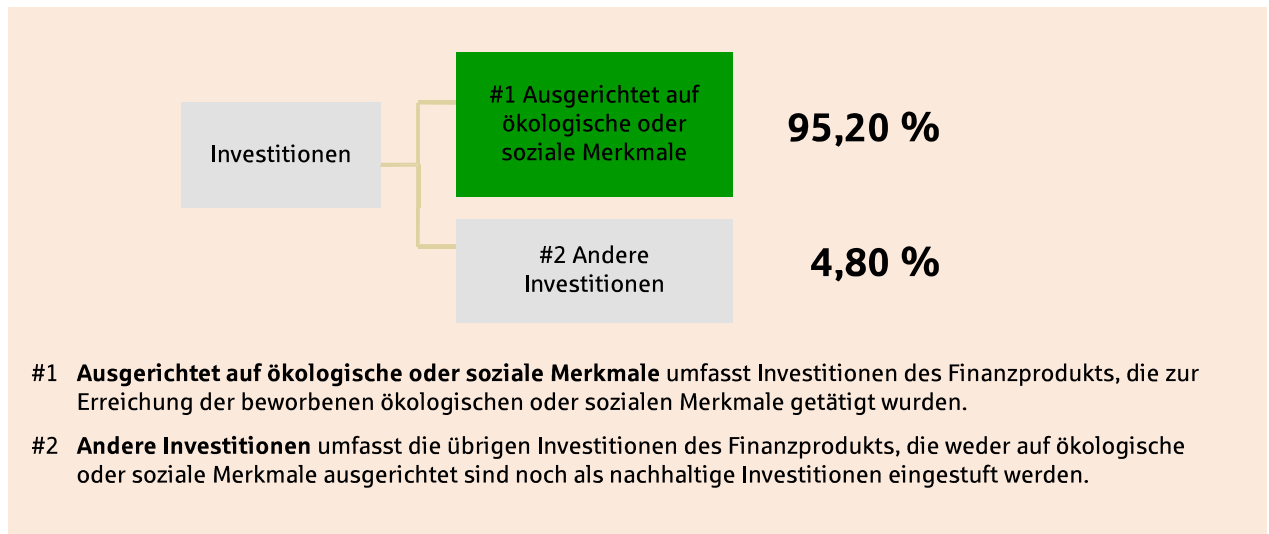 Investitionen
#1 Ausgerichtet auf
ökologische oder
soziale Merkmale
95,20 %
#2 Andere
Investitionen
4,80 %
#1 Ausgerichtet auf ökologische oder soziale Merkmale umfasst Investitionen des Finanzprodukts, die zur
Erreichung der beworbenen ökologischen oder sozialen Merkmale getätigt wurden.
#2 Andere Investitionen umfasst die übrigen Investitionen des Finanzprodukts, die weder auf ökologische
oder soziale Merkmale ausgerichtet sind noch als nachhaltige Investitionen eingestuft werden.